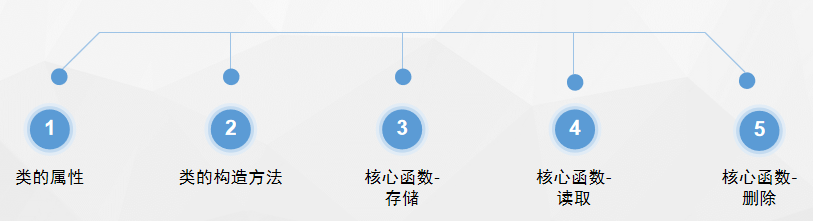 1
2
3
4
5
类的属性
类的构造方法
核心函数-
存储
核心函数-
读取
核心函数-
删除